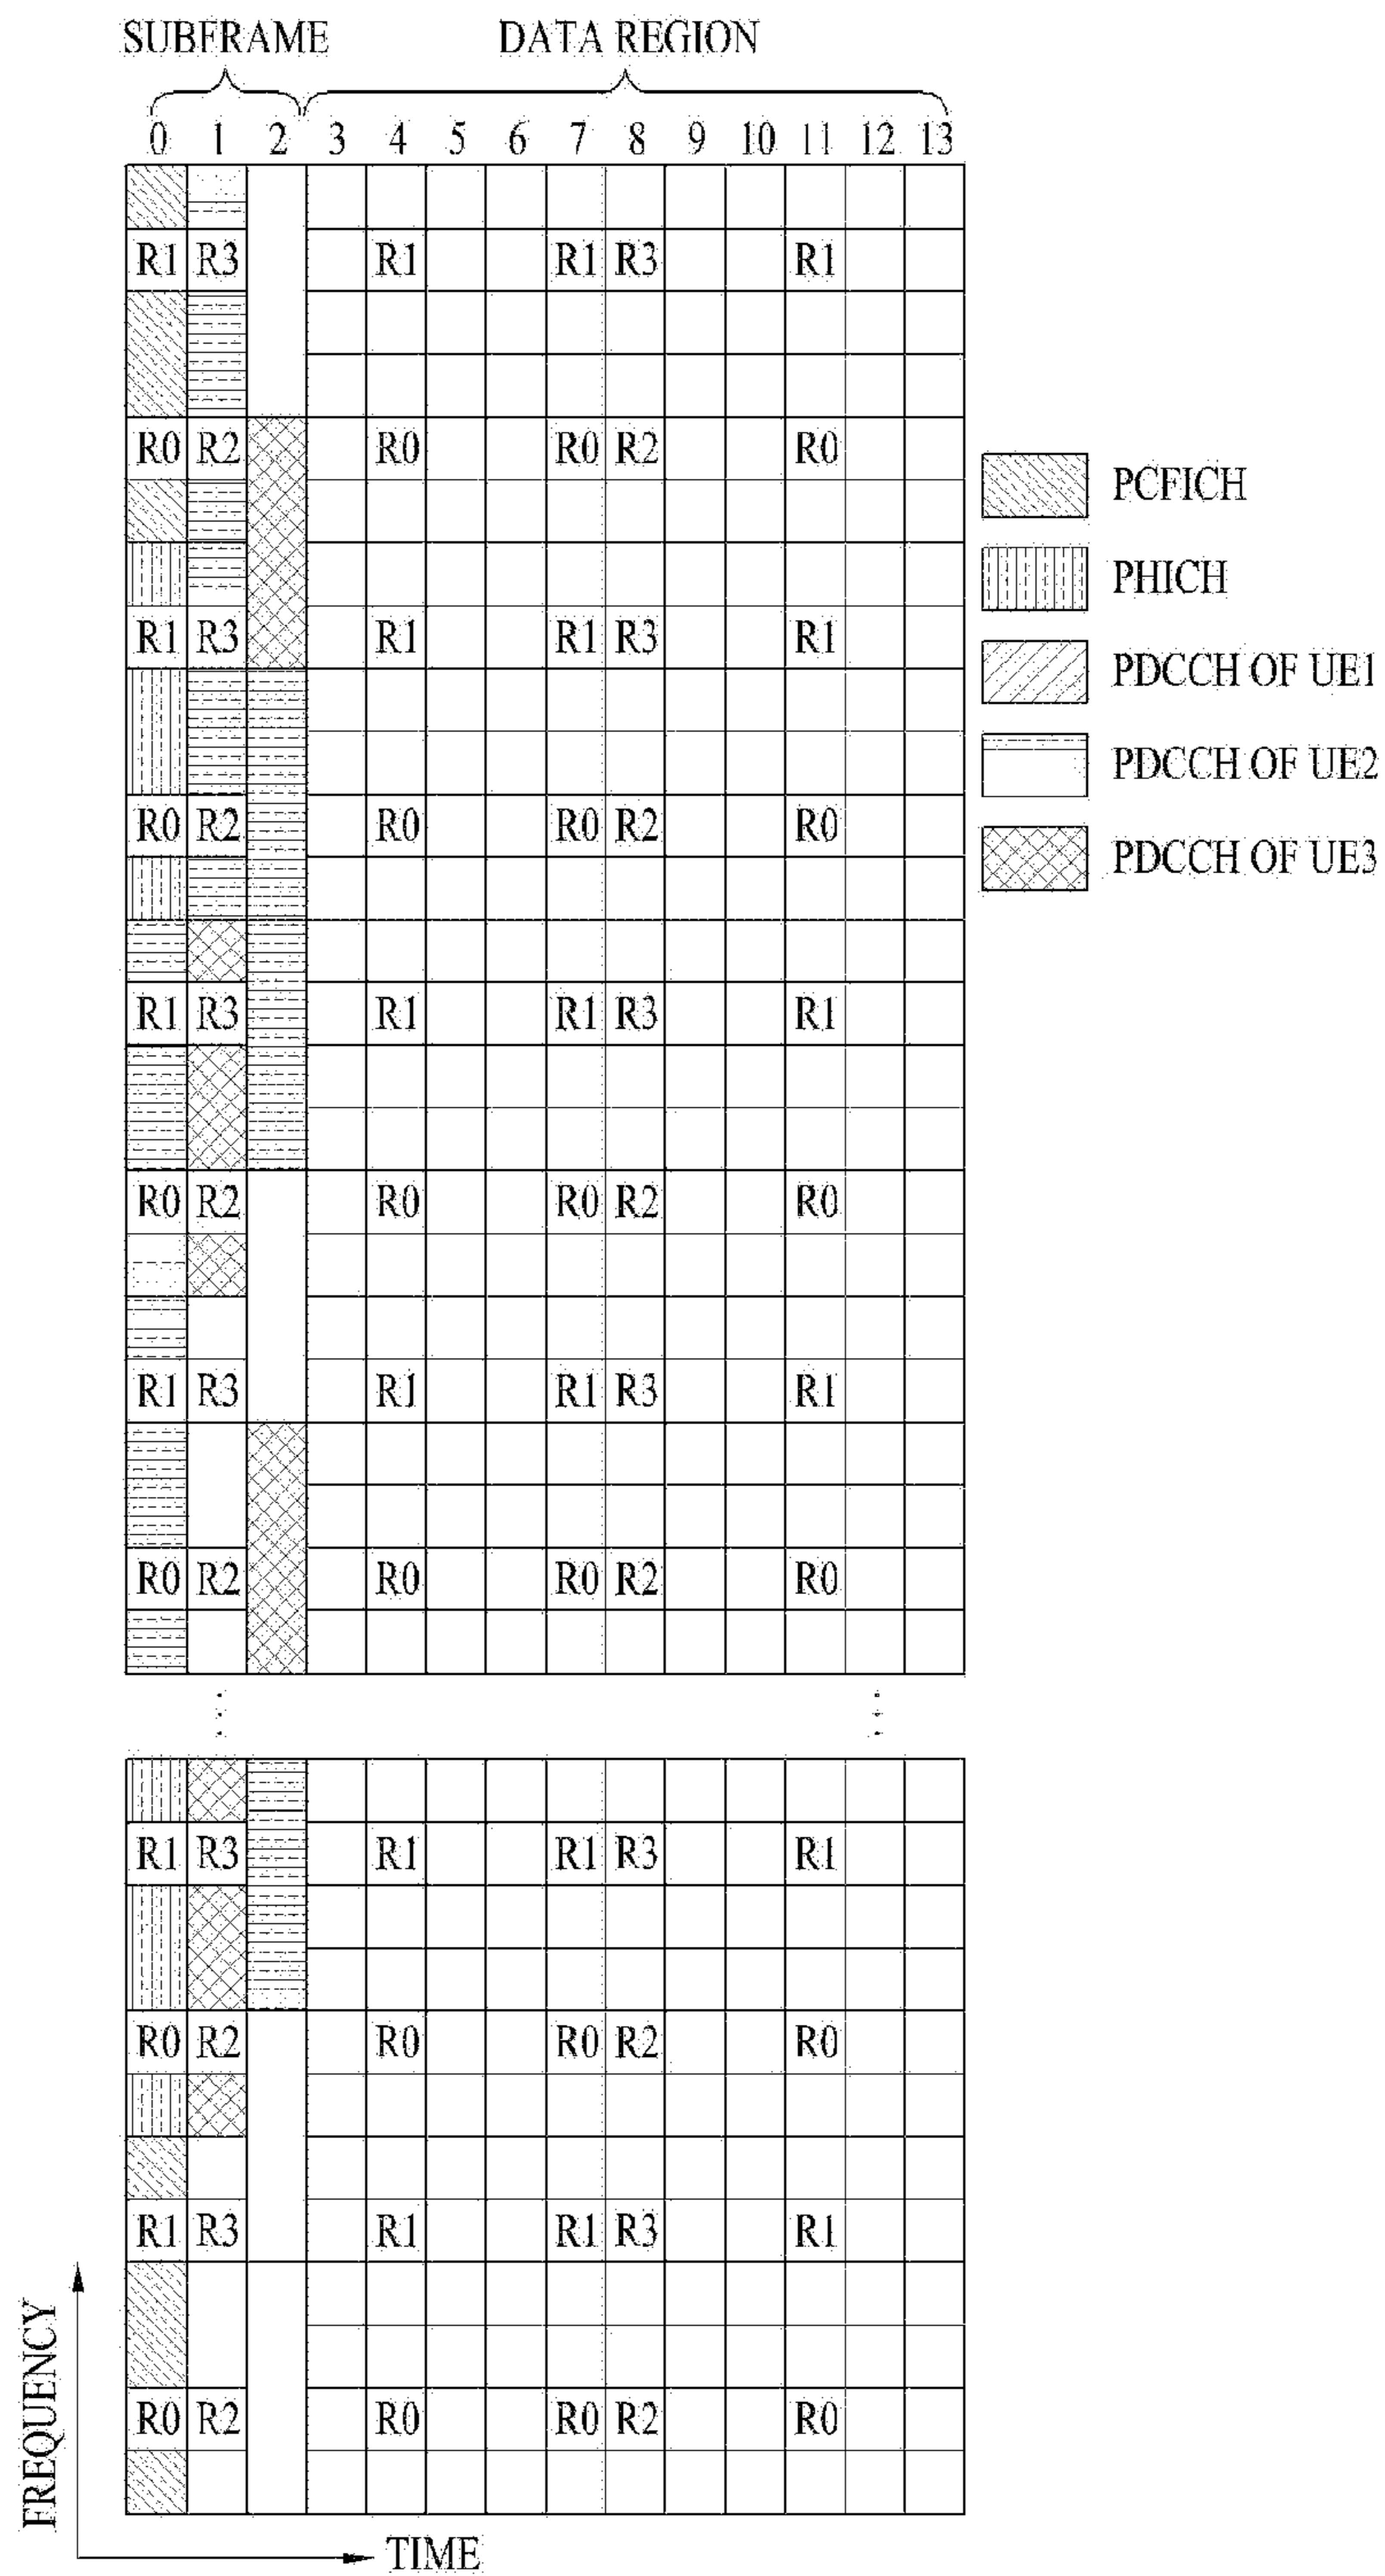 SUBFRAME DATA REGION
0 1 2 3 4 5 6 7 8 9 10 11 12 13
R1 R3 R1 R1 R3 R1
R0 R2 R0 R0 R2 R0
PCFICH
PHICH
R1 R3 R1 R1 R3 R1
PDCCH OF UE1
PDCCH OF UE2
R0 R2 R0 R0 R2 R0
PDCCH OF UE3
R1 R3 R1 R1 R3 R1
R0 R2 R0 R0 R2 R0
R1 R3 R1 R1 R3 R1
R0 R2 R0 R0 R2 R0
R1 R3 R1 R1 R3 R1
R0 R2 R0 R0 R2 R0
R1 R3 R1 R1 R3 R1
R0 R2 R0 R0 R2 R0
FREQUENCY
TIME